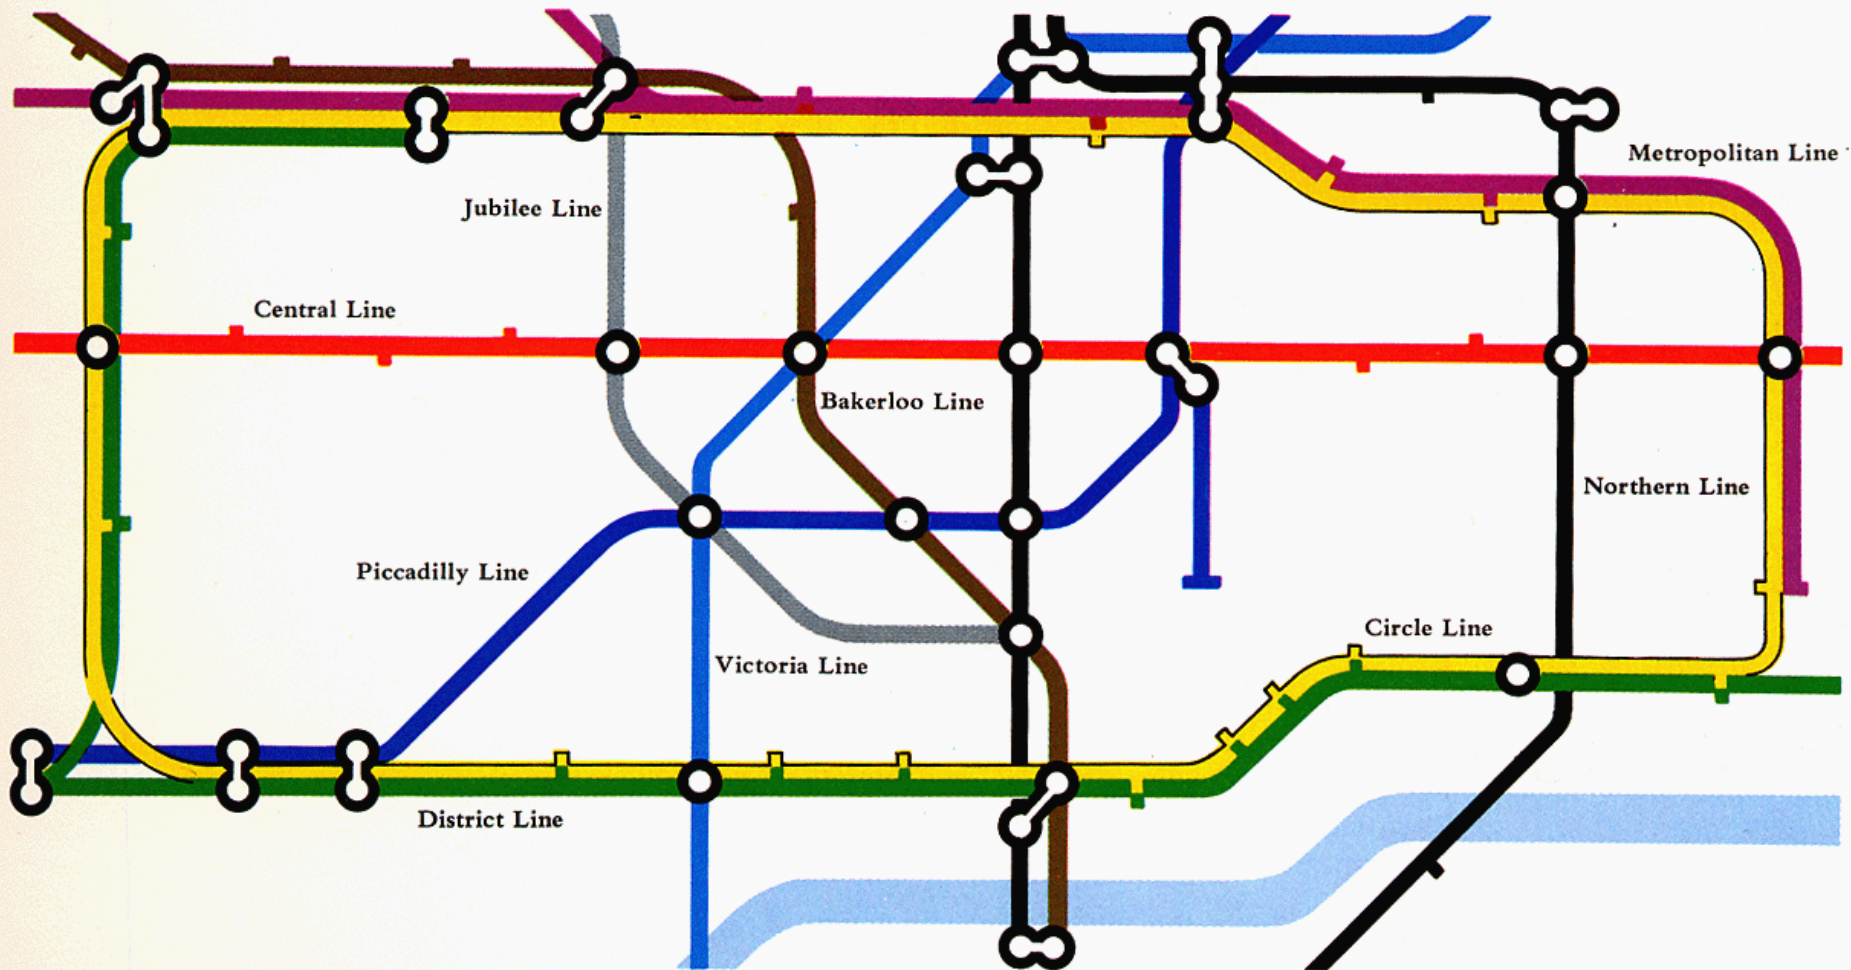 Metropolitan Line
Jubilee Line
Central Line
Bakerloo Line
Northern Line
Piccadilly Line
Circle Line
Victoria Line
District Line